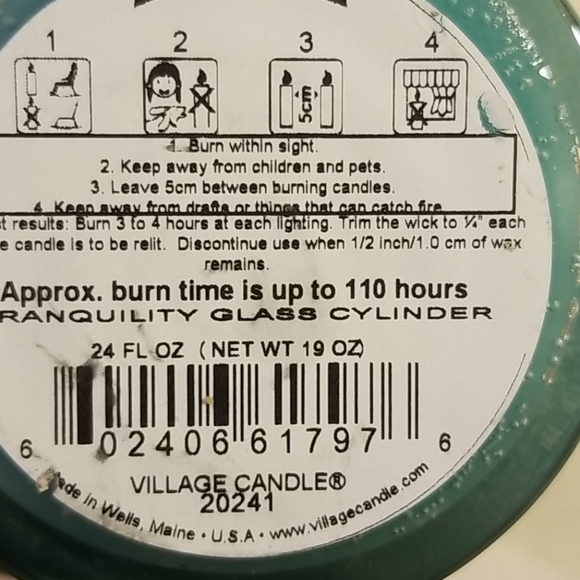 1 2 3 4
5cm
1. Burn within sight.
2. Keep away from children and pets.
3. Leave 5cm between burning candles.
4. Keep away from drafts or things that can catch fire
results: Burn 3 to 4 hours at each lighting. Trim the wick to ¼" each
candle is to be relit. Discontinue use when 1/2 inch/1.0 cm of wax
remains.
Approx. burn time is up to 110 hours
RANQUILITY GLASS CYLINDER
24 FL OZ (NET WT 19 OZ)
6 02406 61797 6
VILLAGE CANDLE®
20241
ade in Wells, Maine • U.S.A • www.villagecandle.com